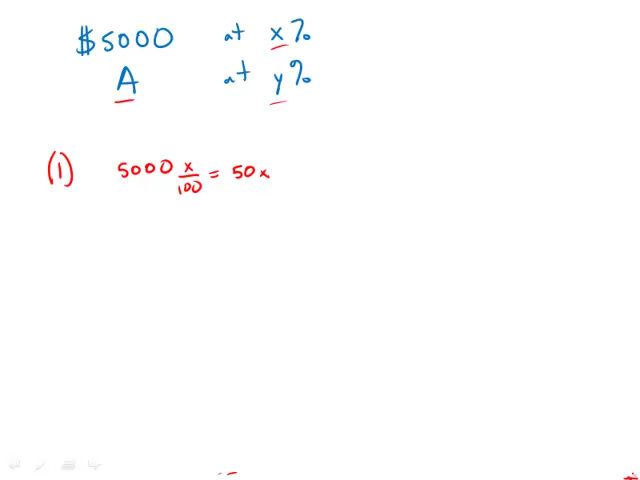 $5000 at x%
A at y%
(1) 5000 x/100 = 50x